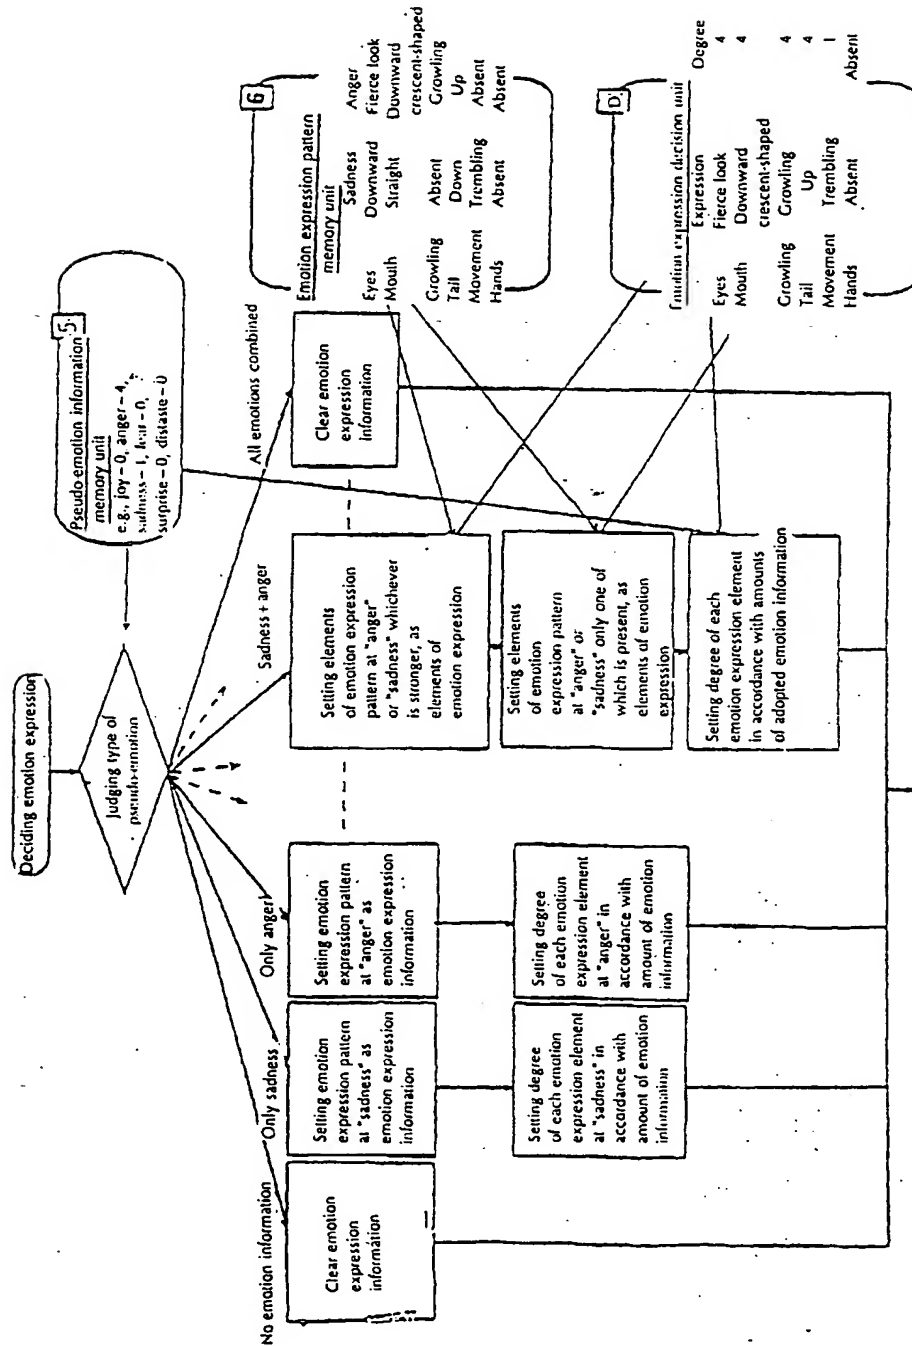 Deciding emotion expression
Judging type of
pseudo-emotion
5
Pseudo-emotion information
memory unit
e.g., joy – 0, anger – 4,
sadness – 1, fear – 0,
surprise – 0, distaste – 0
No emotion information
Only sadness
Only anger
Sadness + anger
All emotions combined
Clear emotion
expression
information
Setting emotion
expression pattern
at "sadness" as
emotion expression
information
Setting emotion
expression pattern
at "anger" as
emotion expression
information
Setting elements
of emotion expression
pattern at "anger"
or "sadness" whichever
is stronger, as
elements of
emotion expression
Clear emotion
expression
information
Setting degree
of each emotion
expression element
at "sadness" in
accordance with
amount of emotion
information
Setting degree
of each emotion
expression element
at "anger" in
accordance with
amount of emotion
information
Setting elements
of emotion
expression pattern
at "anger" or
"sadness" only one of
which is present, as
elements of emotion
expression
Setting degree of each
emotion expression element
in accordance with amounts
of adopted emotion information
6
Emotion expression pattern
memory unit
Sadness Anger
Eyes Downward Fierce look
Mouth Straight Downward
crescent-shaped
Growling Absent Growling
Tail Down Up
Movement Trembling Absent
Hands Absent Absent
D
Emotion expression decision unit
Expression Degree
Eyes Fierce look 4
Mouth Downward 4
crescent-shaped
Growling Growling 4
Tail Up 4
Movement Trembling 1
Hands Absent Absent